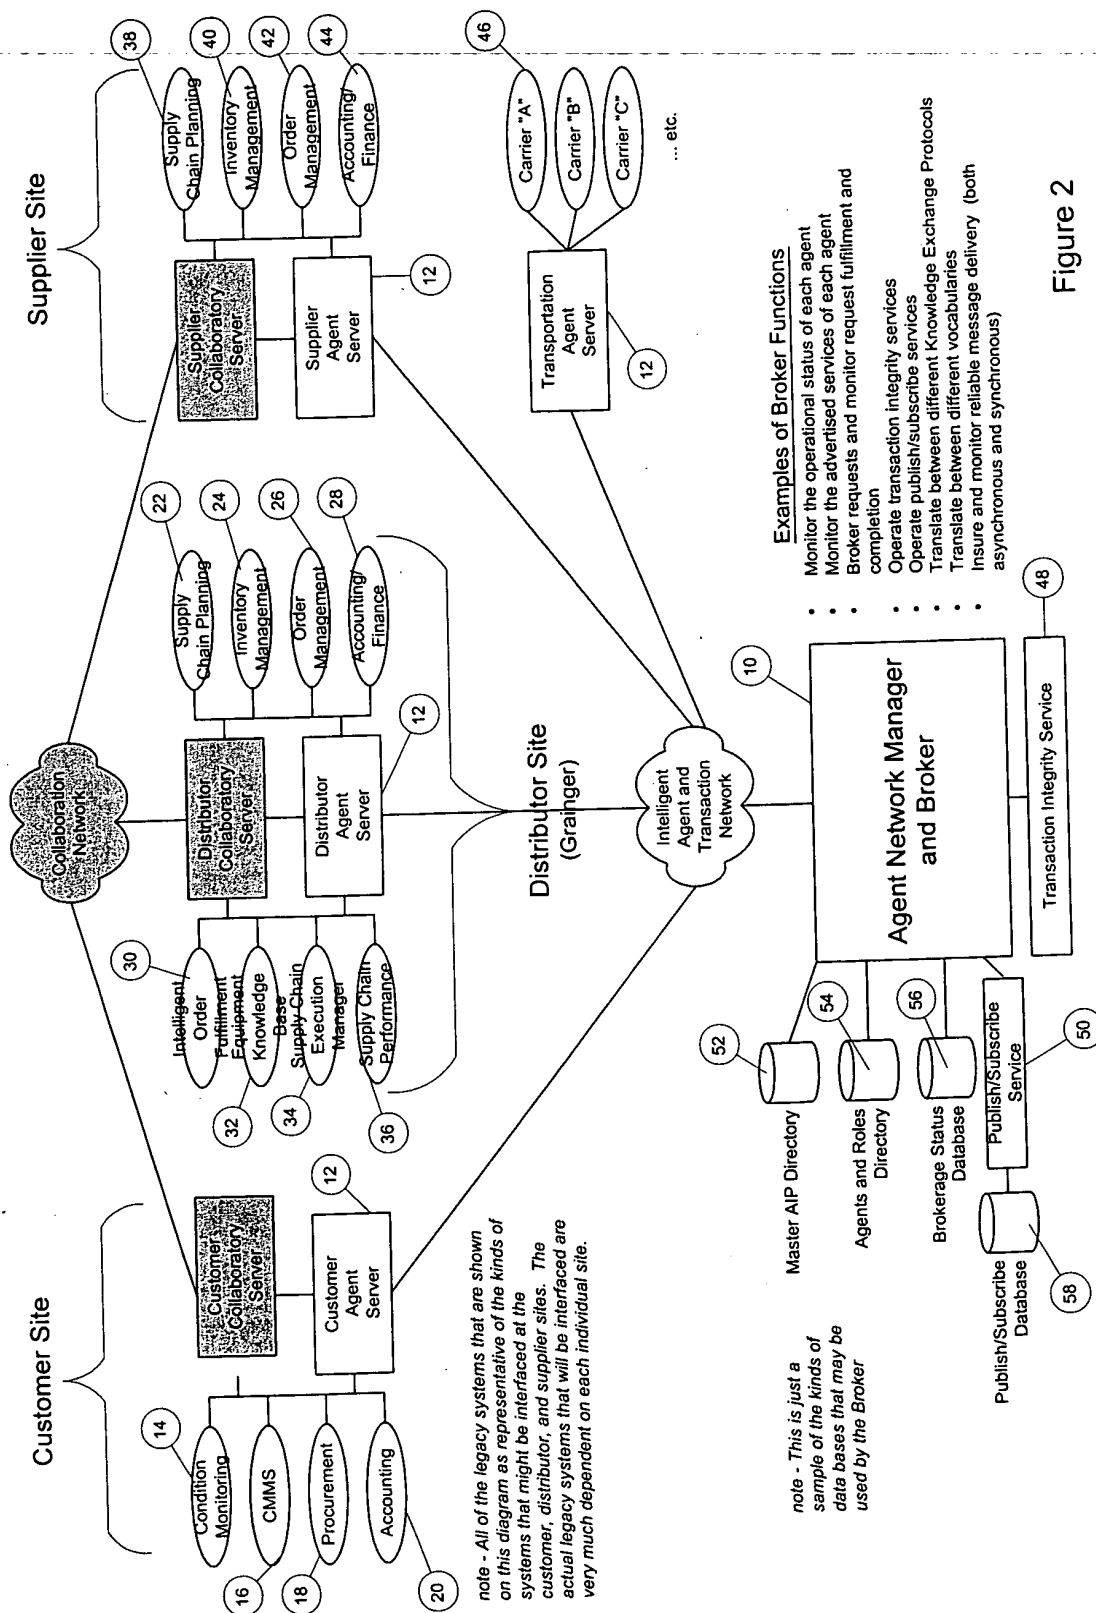 Customer Site
Supplier Site
Collaboration
Network
14
Condition
Monitoring
16
CMMS
18
Procurement
20
Accounting
Customer
Collaboratory
Server
Customer
Agent
Server
12
30
Intelligent
Order
Fulfillment
32
Equipment
Knowledge
Base
34
Supply Chain
Execution
Manager
36
Supply Chain
Performance
Distributor
Collaboratory
Server
Distributor
Agent
Server
12
22
Supply
Chain Planning
24
Inventory
Management
26
Order
Management
28
Accounting/
Finance
Supplier
Collaboratory
Server
Supplier
Agent
Server
12
38
Supply
Chain Planning
40
Inventory
Management
42
Order
Management
44
Accounting/
Finance
Distributor Site
(Grainger)
note - All of the legacy systems that are shown
on this diagram as representative of the kinds of
systems that might be interfaced at the
customer, distributor, and supplier sites. The
actual legacy systems that will be interfaced are
very much dependent on each individual site.
Intelligent
Agent and
Transaction
Network
Transportation
Agent
Server
12
46
Carrier "A"
Carrier "B"
Carrier "C"
... etc.
note - This is just a
sample of the kinds of
data bases that may be
used by the Broker
52
Master AIP Directory
54
Agents and Roles
Directory
56
Brokerage Status
Database
Publish/Subscribe
Service
50
Publish/Subscribe
Database
58
10
Agent Network Manager
and Broker
Transaction Integrity Service
48
Examples of Broker Functions
• Monitor the operational status of each agent
• Monitor the advertised services of each agent
• Broker requests and monitor request fulfillment and
completion
• Operate transaction integrity services
• Operate publish/subscribe services
• Translate between different Knowledge Exchange Protocols
• Translate between different vocabularies
• Insure and monitor reliable message delivery (both
asynchronous and synchronous)
Figure 2